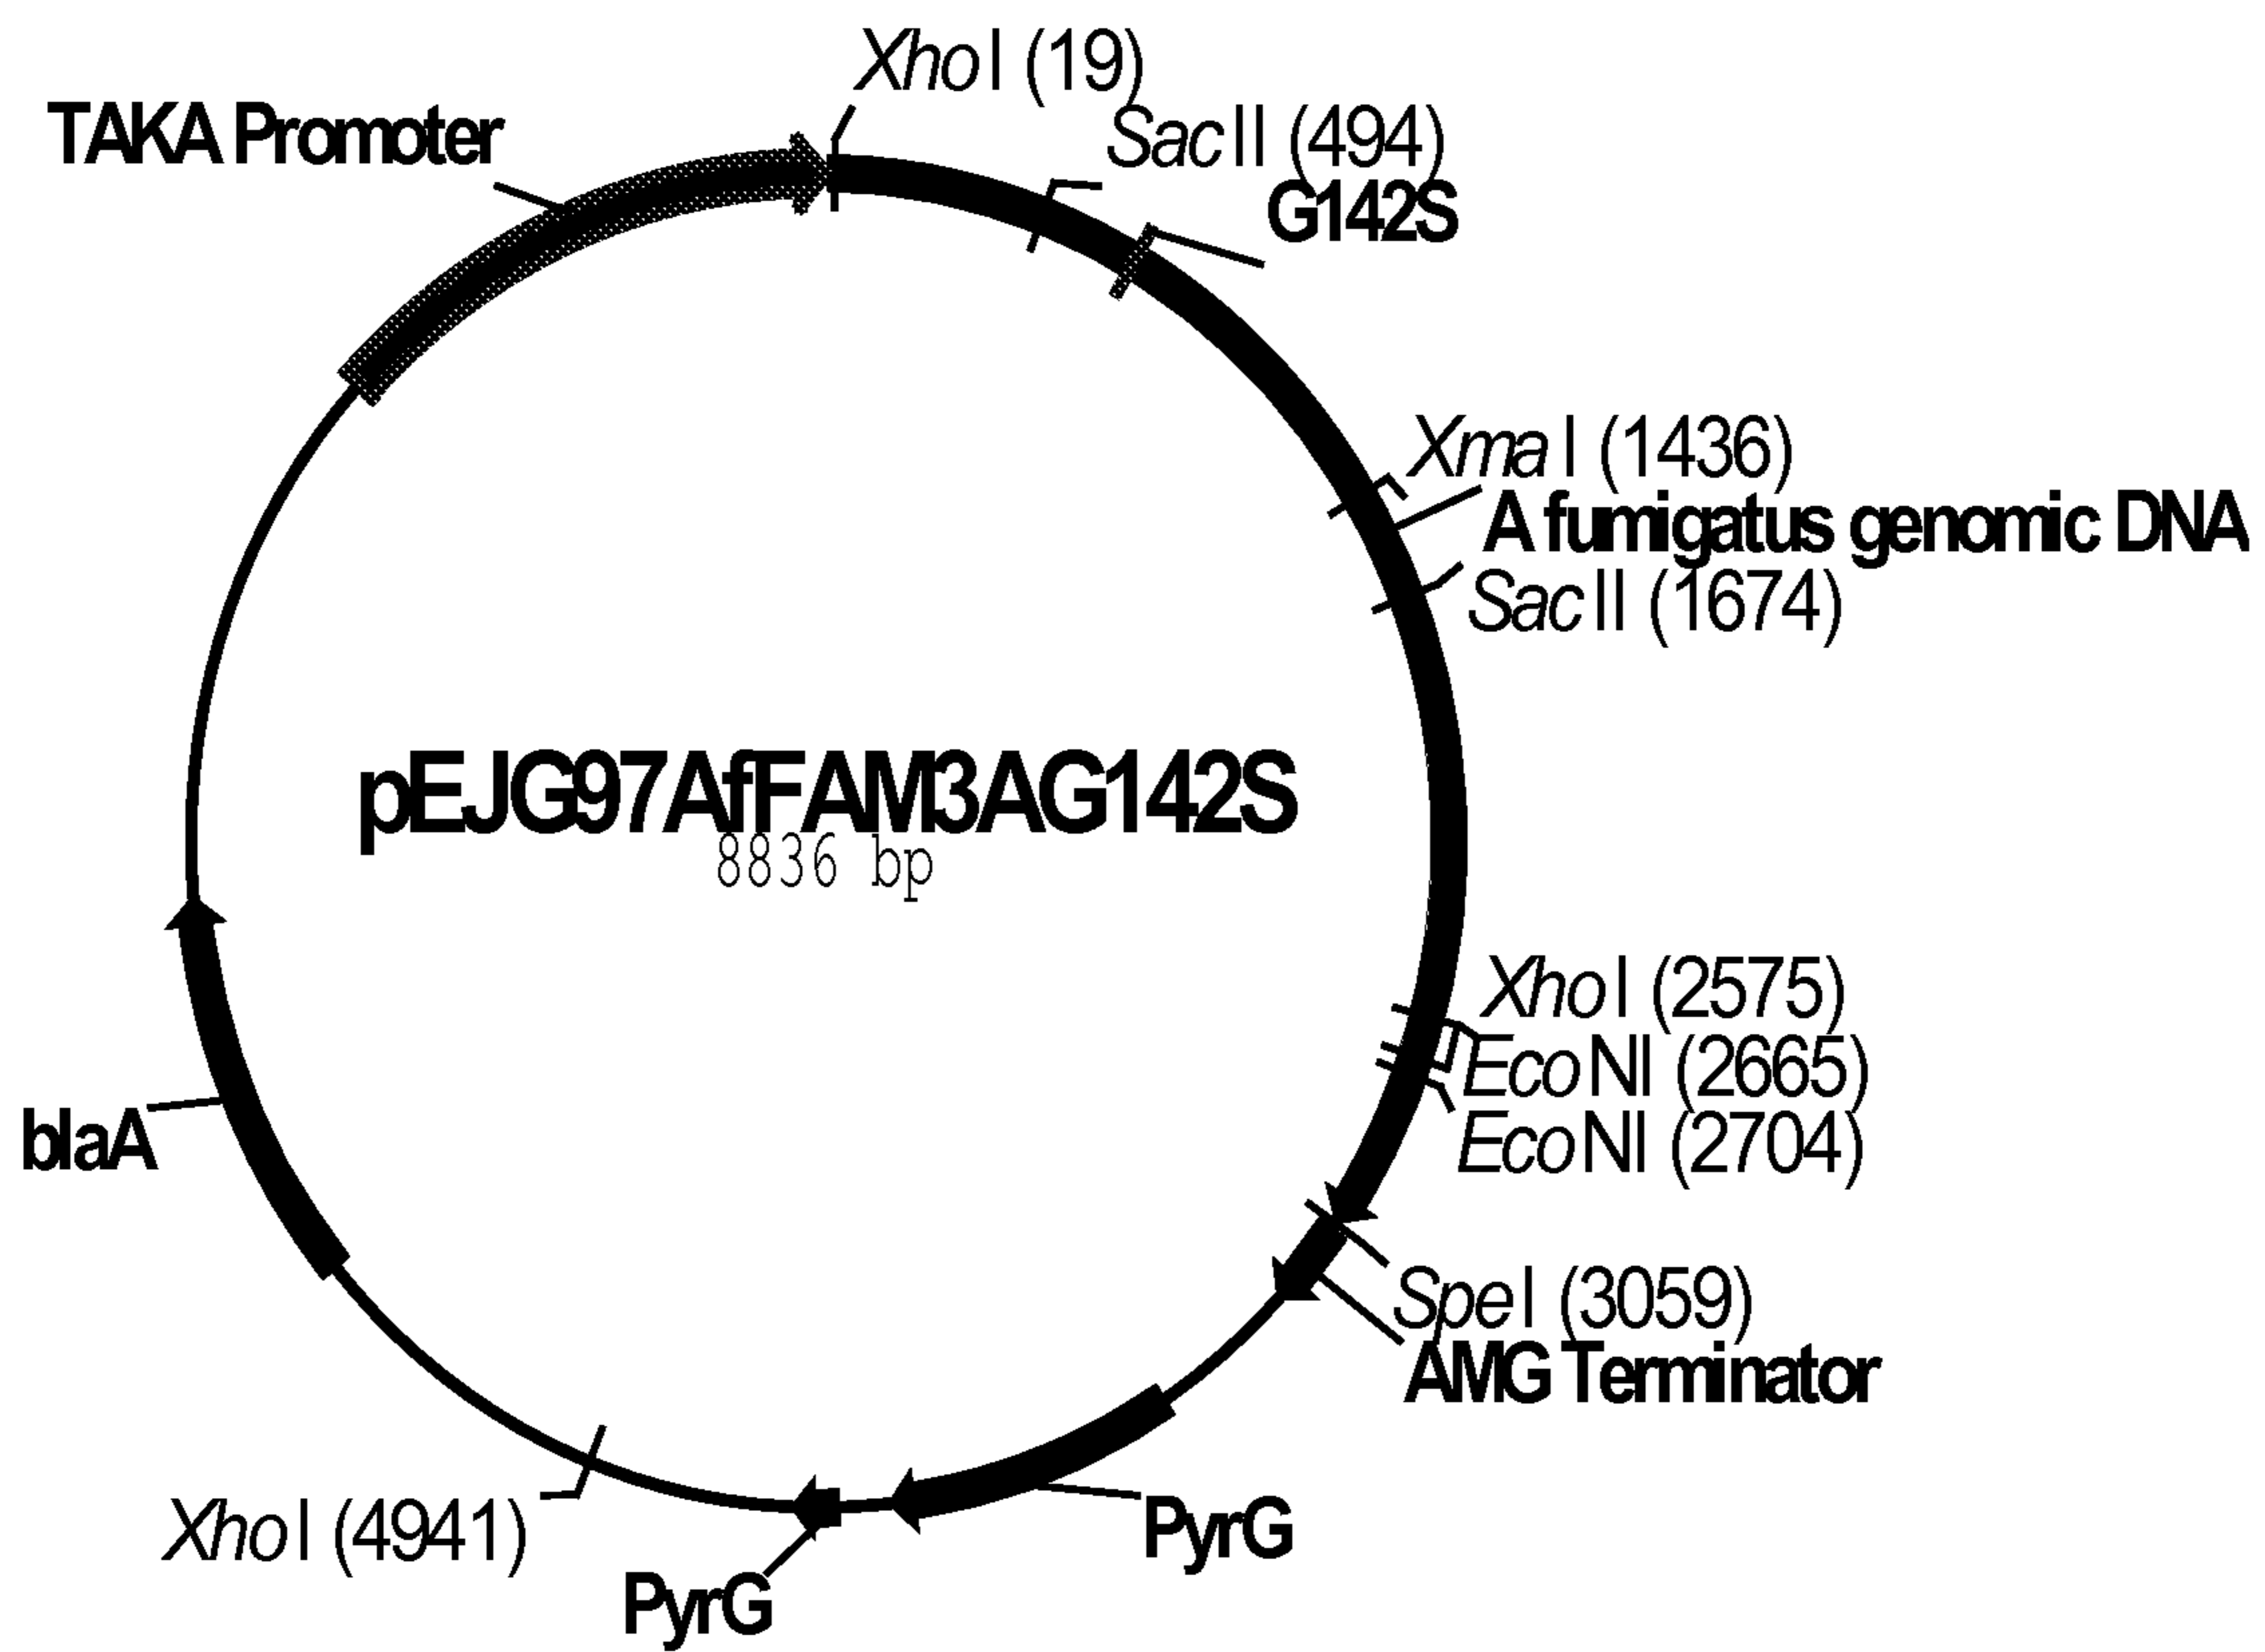 XhoI (19)
TAKA Promoter
SacII (494)
G142S
XmaI (1436)
A fumigatus genomic DNA
SacII (1674)
pEJG97AfFAM3AG142S
8836 bp
XhoI (2575)
EcoNI (2665)
EcoNI (2704)
blaA
SpeI (3059)
AMG Terminator
XhoI (4941)
PyrG
PyrG